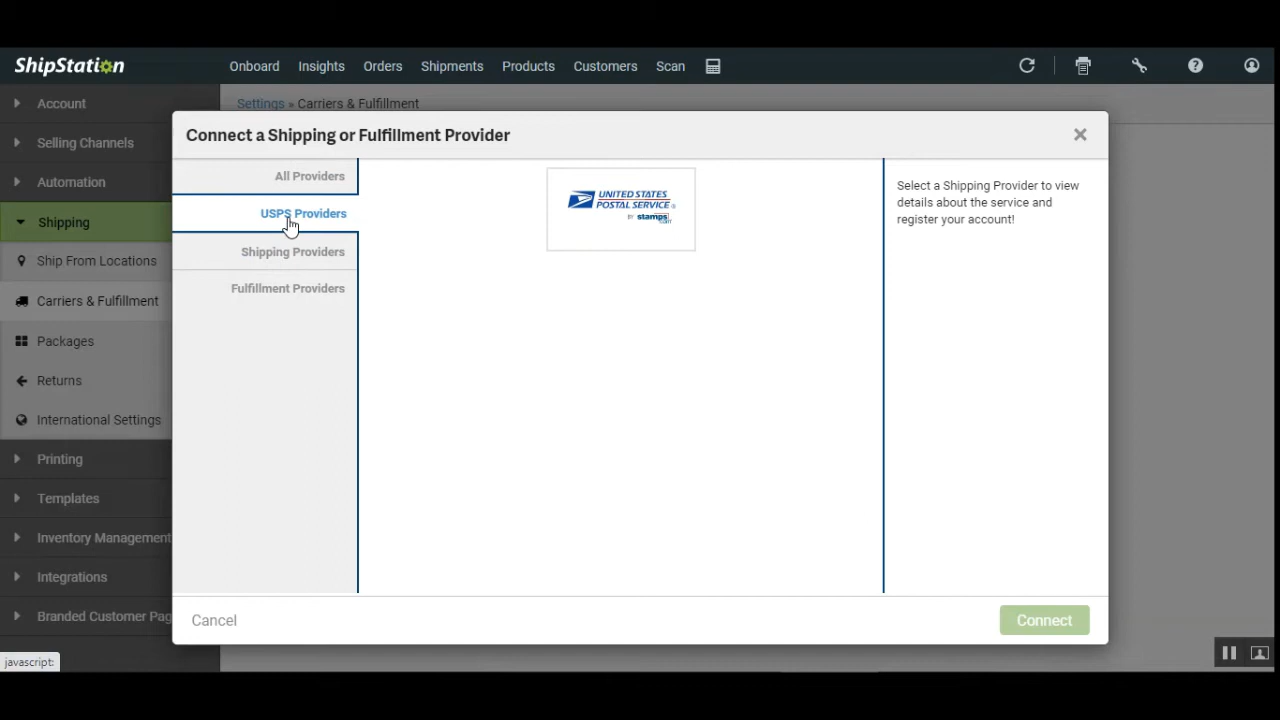 ShipStation
Onboard
Insights
Orders
Shipments
Products
Customers
Scan
Account
Selling Channels
Automation
Shipping
Ship From Locations
Carriers & Fulfillment
Packages
Returns
International Settings
Printing
Templates
Inventory Management
Integrations
Branded Customer Pag
Settings » Carriers & Fulfillment
Connect a Shipping or Fulfillment Provider
All Providers
USPS Providers
Shipping Providers
Fulfillment Providers
UNITED STATES
POSTAL SERVICE
BY stamps
.com
Select a Shipping Provider to view
details about the service and
register your account!
Cancel
Connect
javascript: